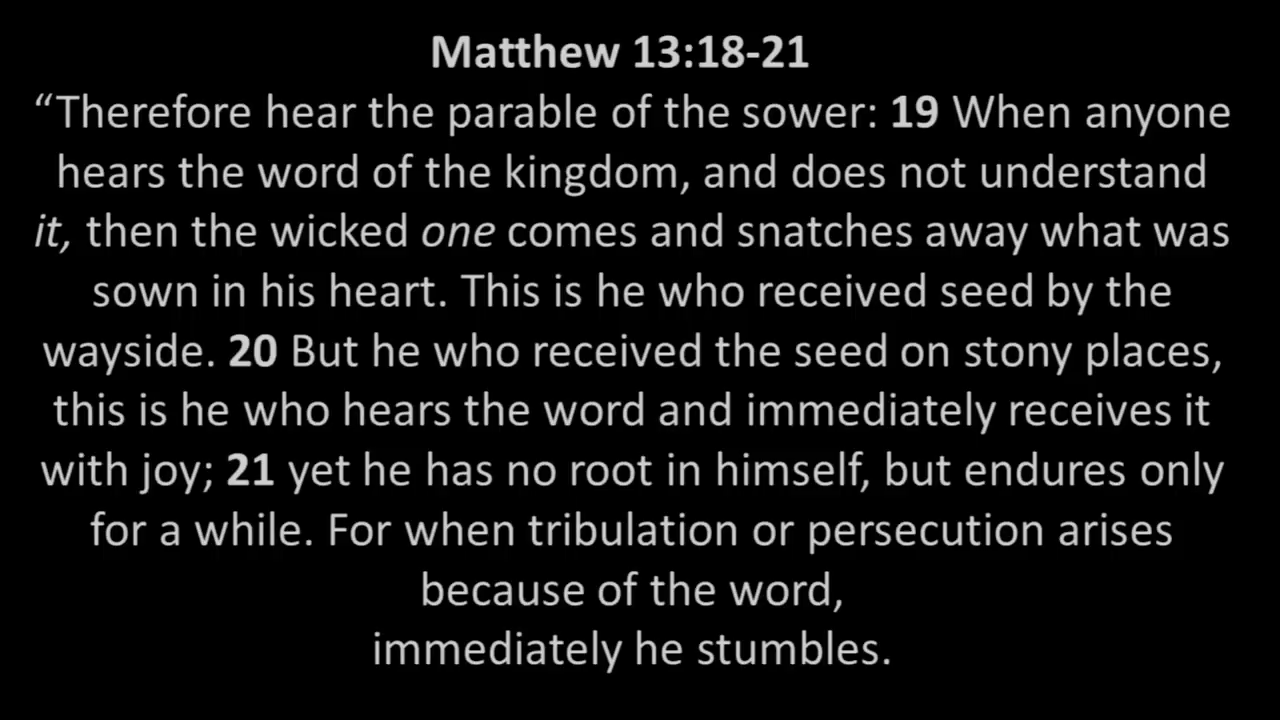 Matthew 13:18-21
“Therefore hear the parable of the sower: 19 When anyone
hears the word of the kingdom, and does not understand
it, then the wicked one comes and snatches away what was
sown in his heart. This is he who received seed by the
wayside. 20 But he who received the seed on stony places,
this is he who hears the word and immediately receives it
with joy; 21 yet he has no root in himself, but endures only
for a while. For when tribulation or persecution arises
because of the word,
immediately he stumbles.